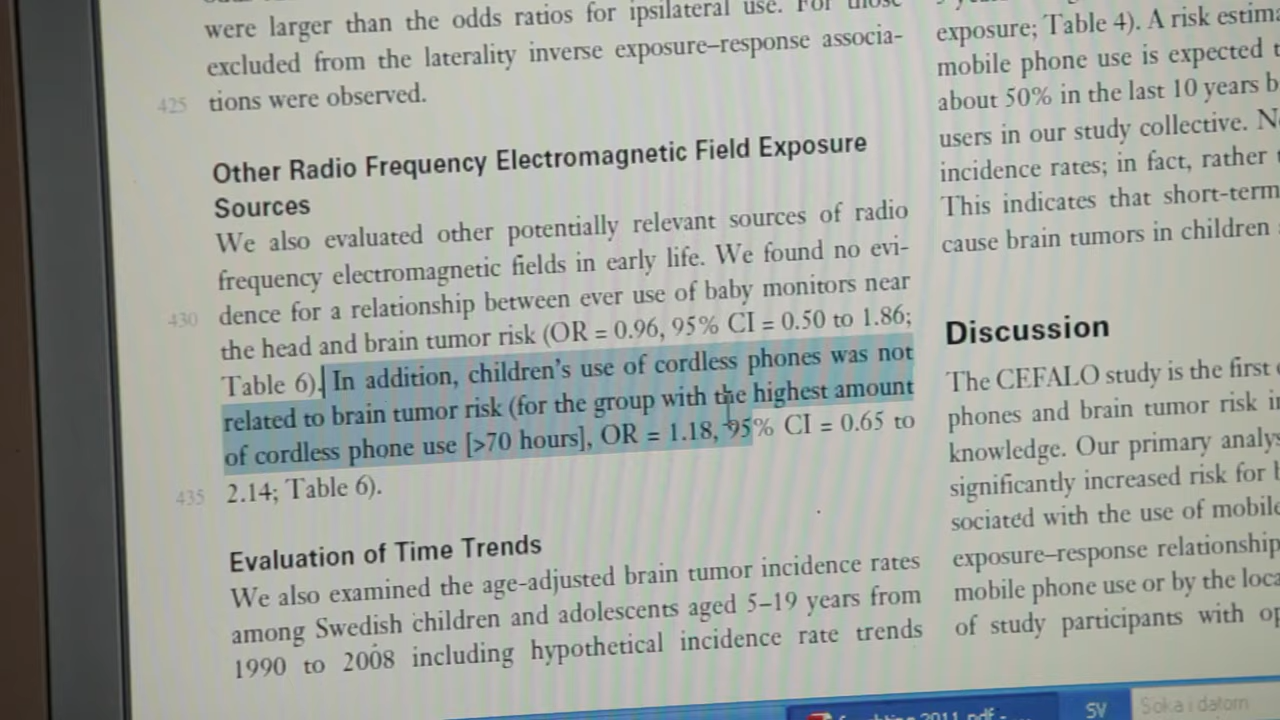 were larger than the odds ratios for ipsilateral use. For those
excluded from the laterality inverse exposure–response associa-
425 tions were observed.
Other Radio Frequency Electromagnetic Field Exposure
Sources
We also evaluated other potentially relevant sources of radio
frequency electromagnetic fields in early life. We found no evi-
430 dence for a relationship between ever use of baby monitors near
the head and brain tumor risk (OR = 0.96, 95% CI = 0.50 to 1.86;
Table 6). In addition, children's use of cordless phones was not
related to brain tumor risk (for the group with the highest amount
of cordless phone use [>70 hours], OR = 1.18, 95% CI = 0.65 to
435 2.14; Table 6).
Evaluation of Time Trends
We also examined the age-adjusted brain tumor incidence rates
among Swedish children and adolescents aged 5–19 years from
1990 to 2008 including hypothetical incidence rate trends
exposure; Table 4). A risk estima
mobile phone use is expected t
about 50% in the last 10 years b
users in our study collective.
incidence rates; in fact, rather
This indicates that short-term
cause brain tumors in children
Discussion
The CEFALO study is the first
phones and brain tumor risk in
knowledge. Our primary analys
significantly increased risk for b
sociated with the use of mobile
exposure–response relationship
mobile phone use or by the loca
of study participants with op
2011.pdf - ...
SV
Söka i datorn